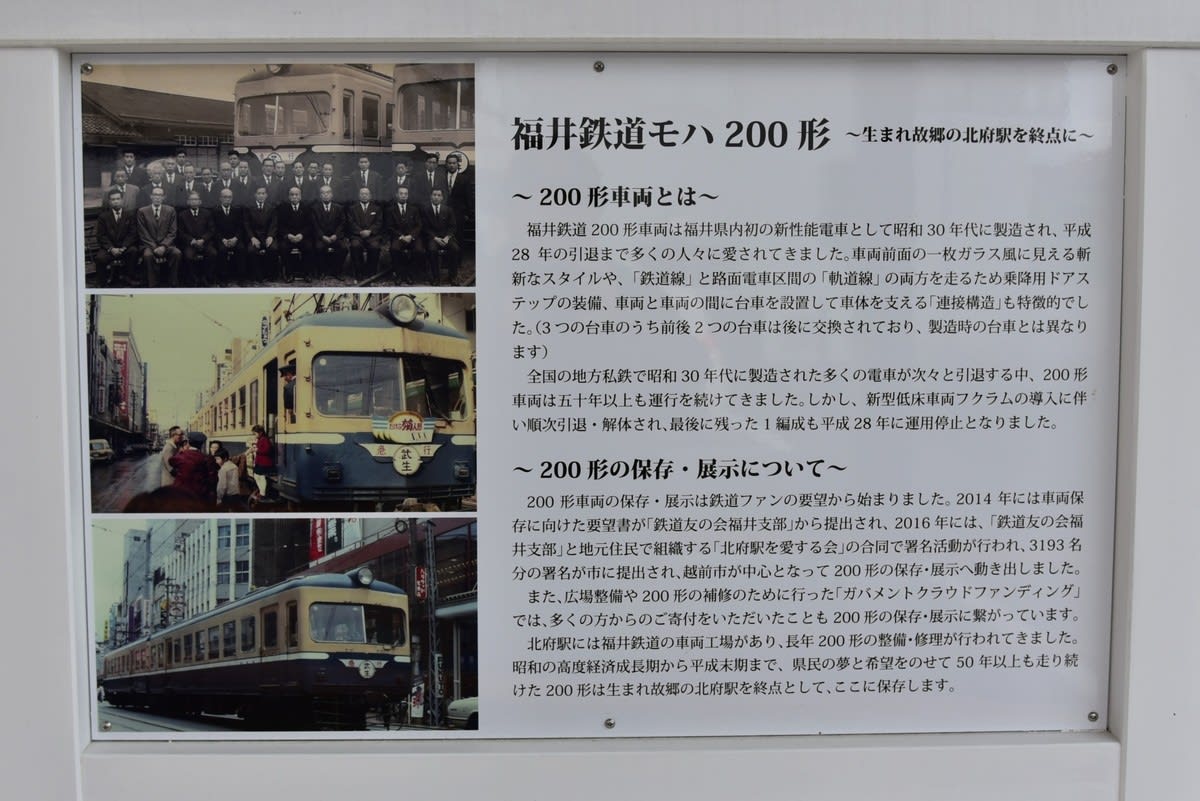 福井鉄道モハ200形 ～生まれ故郷の北府駅を終点に～
～200形車両とは～
福井鉄道200形車両は福井県内初の新性能電車として昭和30年代に製造され、平成
28年の引退まで多くの人々に愛されてきました。車両前面の一枚ガラス風に見える斬
新なスタイルや、「鉄道線」と路面電車区間の「軌道線」の両方を走るため乗降用ドアス
テップの装備、車両と車両の間に台車を設置して車体を支える「連接構造」も特徴的でし
た。（3つの台車のうち前後2つの台車は後に交換されており、製造時の台車とは異なり
ます）
全国の地方私鉄で昭和30年代に製造された多くの電車が次々と引退する中、200形
車両は五十年以上も運行を続けてきました。しかし、新型低床車両フクラムの導入に伴
い順次引退・解体され、最後に残った1編成も平成28年に運用停止となりました。
～200形の保存・展示について～
200形車両の保存・展示は鉄道ファンの要望から始まりました。2014年には車両保
存に向けた要望書が「鉄道友の会福井支部」から提出され、2016年には、「鉄道友の会福
井支部」と地元住民で組織する「北府駅を愛する会」の合同で署名活動が行われ、3193名
分の署名が市に提出され、越前市が中心となって200形の保存・展示へ動き出しました。
また、広場整備や200形の補修のために行った「ガバメントクラウドファンディング」
では、多くの方からのご寄付をいただいたことも200形の保存・展示に繋がっています。
北府駅には福井鉄道の車両工場があり、長年200形の整備・修理が行われてきました。
昭和の高度経済成長期から平成末期まで、県民の夢と希望をのせて50年以上も走り続
けた200形は生まれ故郷の北府駅を終点として、ここに保存します。
急行
武生
急行
武生